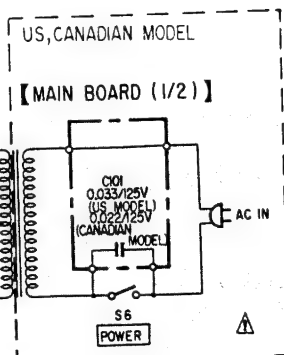 US,CANADIAN MODEL
【MAIN BOARD (1/2)】
C101
0.033/125V
(US MODEL)
0.022/125V
(CANADIAN
MODEL)
AC IN
S6
POWER